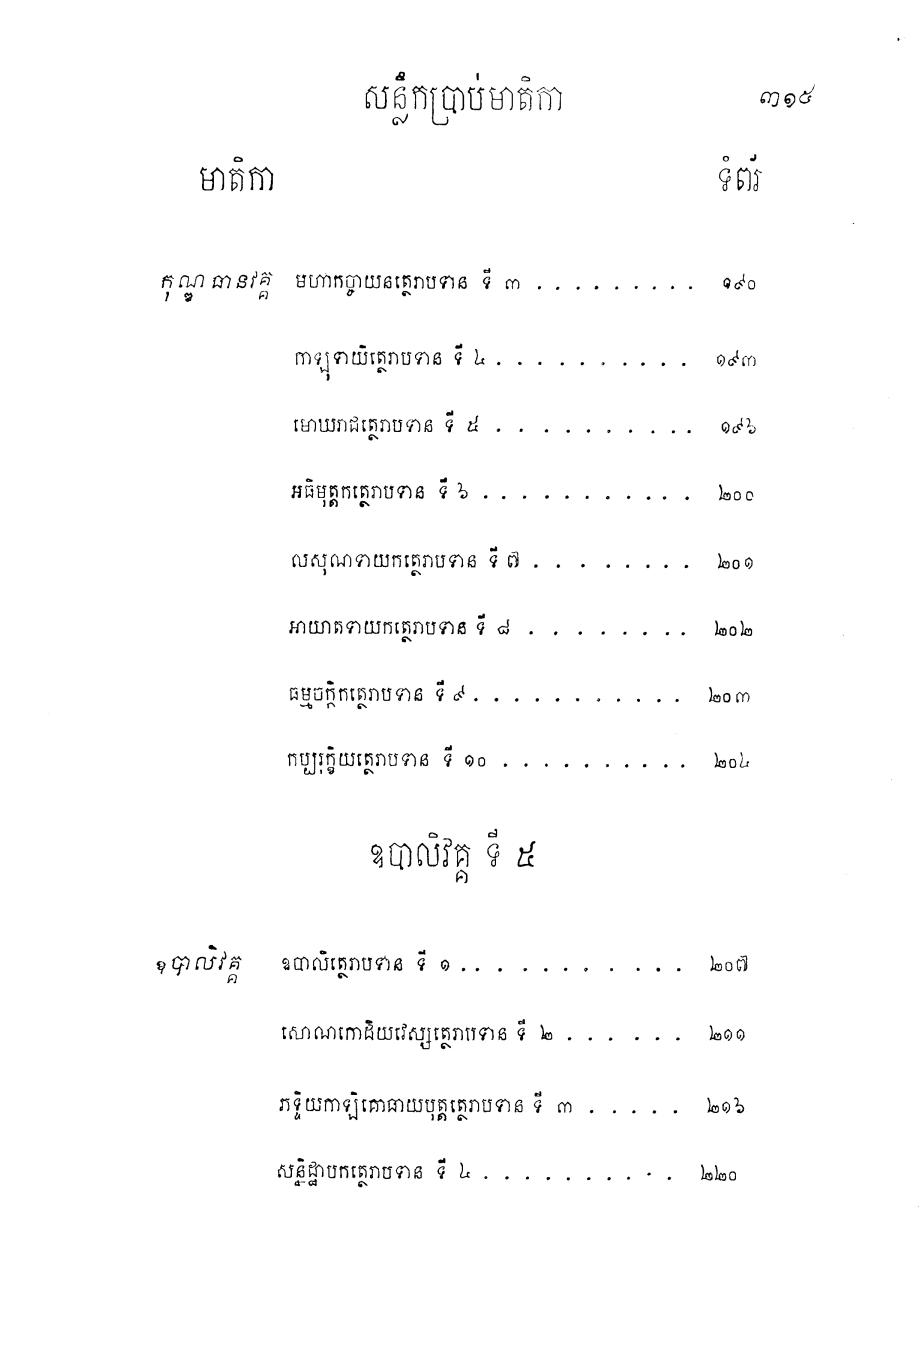 សន្លឹកប្រាប់មាតិកា ៣១៥
មាតិកា ទំព័រ
កុណ្ឌធានវគ្គ មហាកច្ចាយនត្ថេរាបទាន ទី ៣ . . . . . . . . . ១៩០
កាឡុទាយិត្ថេរាបទាន ទី ៤ . . . . . . . . . . ១៩៣
មោឃរាជត្ថេរាបទាន ទី ៥ . . . . . . . . . . ១៩៦
អធិមុត្តកត្ថេរាបទាន ទី ៦ . . . . . . . . . . . ២០០
លសុណទាយកត្ថេរាបទាន ទី ៧ . . . . . . . . ២០១
អាយាតទាយកត្ថេរាបទាន ទី ៨ . . . . . . . . ២០២
ធម្មចក្កិកត្ថេរាបទាន ទី ៩ . . . . . . . . . . . ២០៣
កប្បរុក្ខិយត្ថេរាបទាន ទី ១០ . . . . . . . . . . ២០៤
ឧបាលិវគ្គ ទី ៥
ឧបាលិវគ្គ ឧបាលិត្ថេរាបទាន ទី ១ . . . . . . . . . . . ២០៧
សោណកោដិយវេស្សត្ថេរាបទាន ទី ២ . . . . . . ២១១
ភទ្ទិយកាឡិគោធាយបុត្តត្ថេរាបទាន ទី ៣ . . . . . ២១៦
សន្និដ្ឋាបកត្ថេរាបទាន ទី ៤ . . . . . . . . . . ២២០